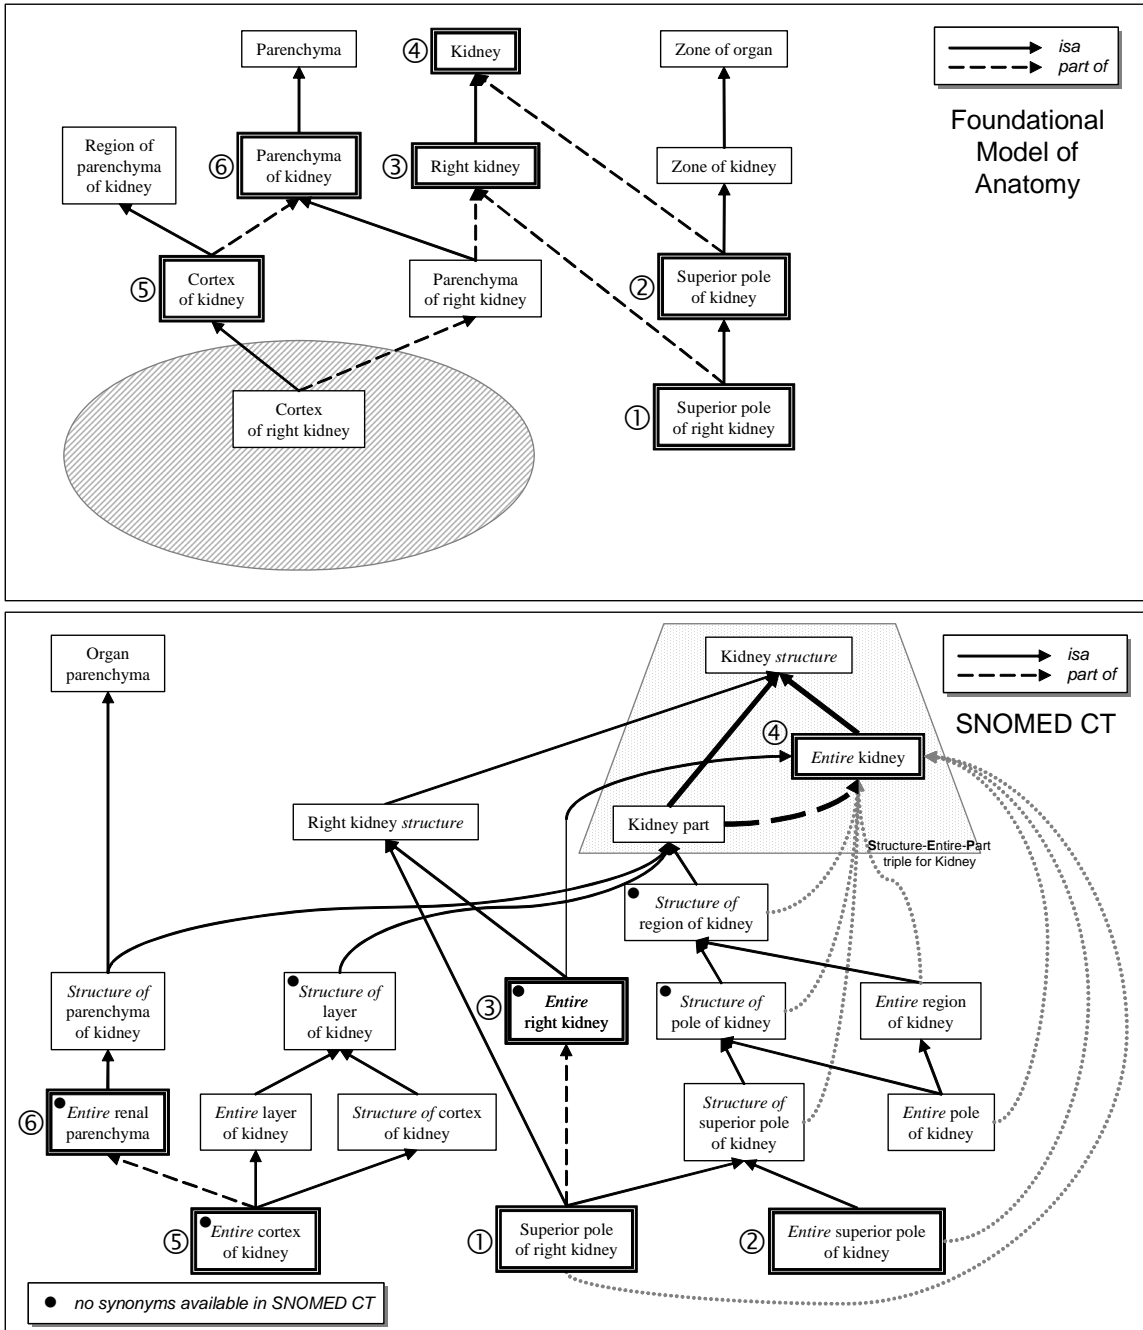 Parenchyma
④
Kidney
Zone of organ
isa
part of
Foundational
Model of
Anatomy
Region of
parenchyma
of kidney
⑥
Parenchyma
of kidney
③
Right kidney
Zone of kidney
⑤
Cortex
of kidney
Parenchyma
of right kidney
②
Superior pole
of kidney
Cortex
of right kidney
①
Superior pole
of right kidney
Organ
parenchyma
Kidney structure
isa
part of
SNOMED CT
④
Entire kidney
Right kidney structure
Kidney part
Structure-Entire-Part
triple for Kidney
Structure of
region of kidney
Structure of
parenchyma
of kidney
Structure of
layer
of kidney
③
Entire
right kidney
Structure of
pole of kidney
Entire region
of kidney
⑥
Entire renal
parenchyma
Entire layer
of kidney
Structure of cortex
of kidney
Structure of
superior pole
of kidney
Entire pole
of kidney
⑤
Entire cortex
of kidney
①
Superior pole
of right kidney
②
Entire superior pole
of kidney
no synonyms available in SNOMED CT